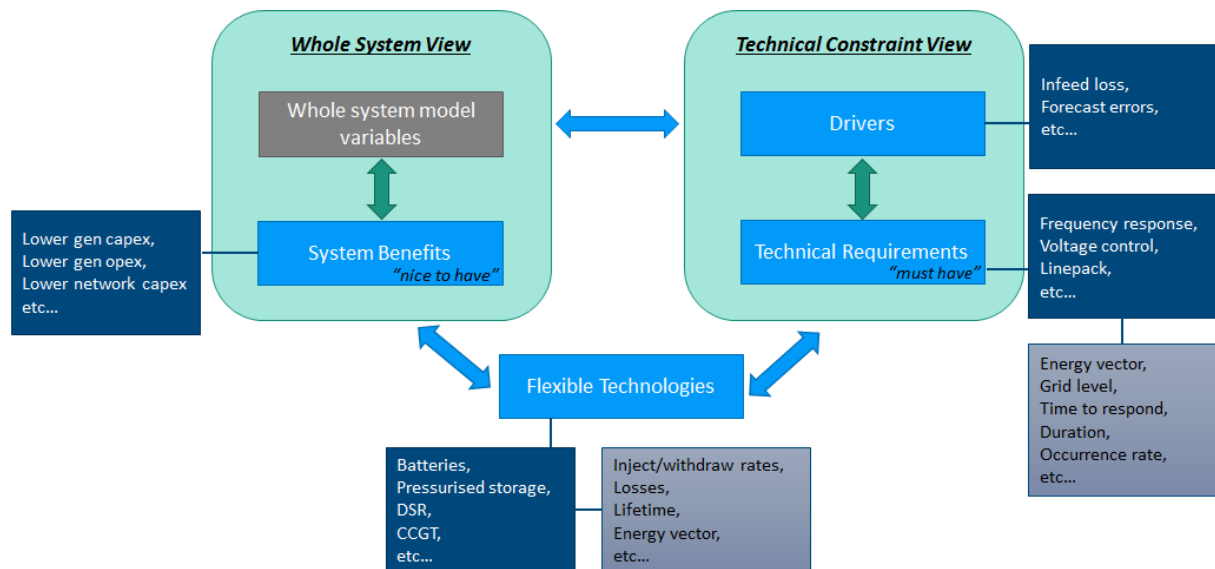 Whole System View
Whole system model
variables
System Benefits
"nice to have"
Lower gen capex,
Lower gen opex,
Lower network capex
etc...
Technical Constraint View
Drivers
Infeed loss,
Forecast errors,
etc...
Technical Requirements
"must have"
Frequency response,
Voltage control,
Linepack,
etc...
Energy vector,
Grid level,
Time to respond,
Duration,
Occurrence rate,
etc...
Flexible Technologies
Batteries,
Pressurised storage,
DSR,
CCGT,
etc...
Inject/withdraw rates,
Losses,
Lifetime,
Energy vector,
etc...